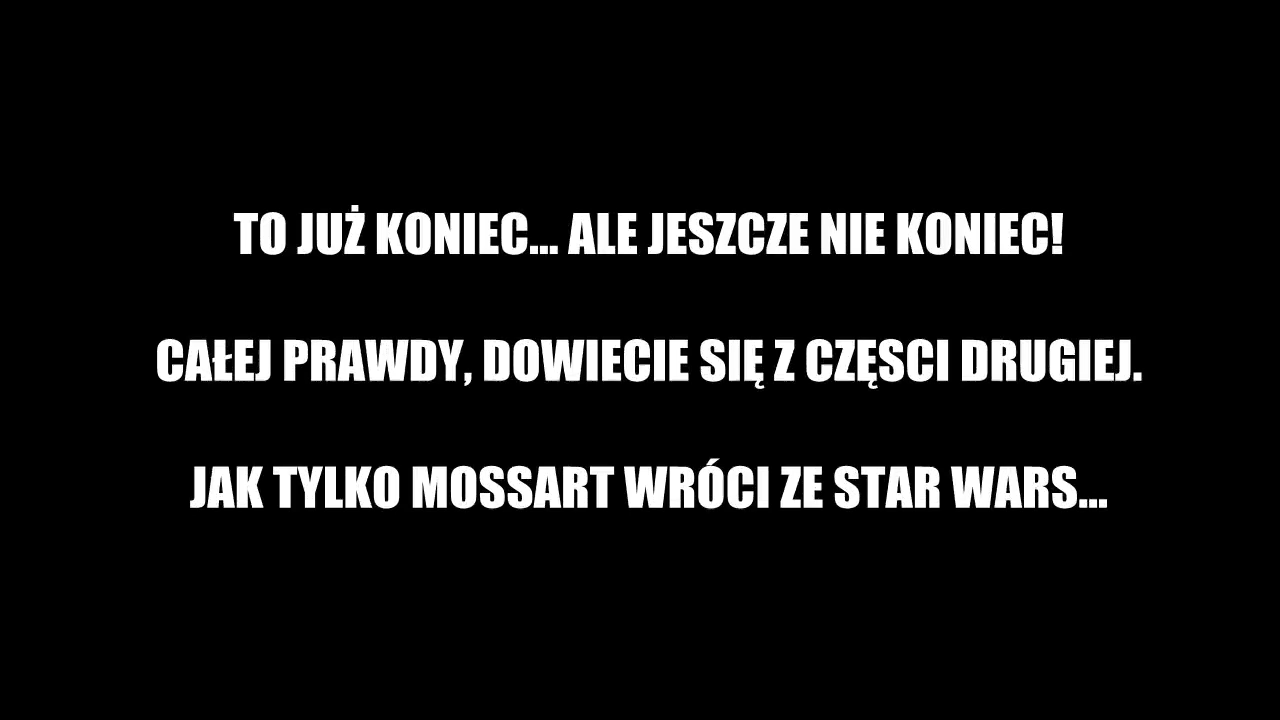 TO JUŻ KONIEC... ALE JESZCZE NIE KONIEC!
CAŁEJ PRAWDY, DOWIECIE SIĘ Z CZĘSCI DRUGIEJ.
JAK TYLKO MOSSART WRÓCI ZE STAR WARS...